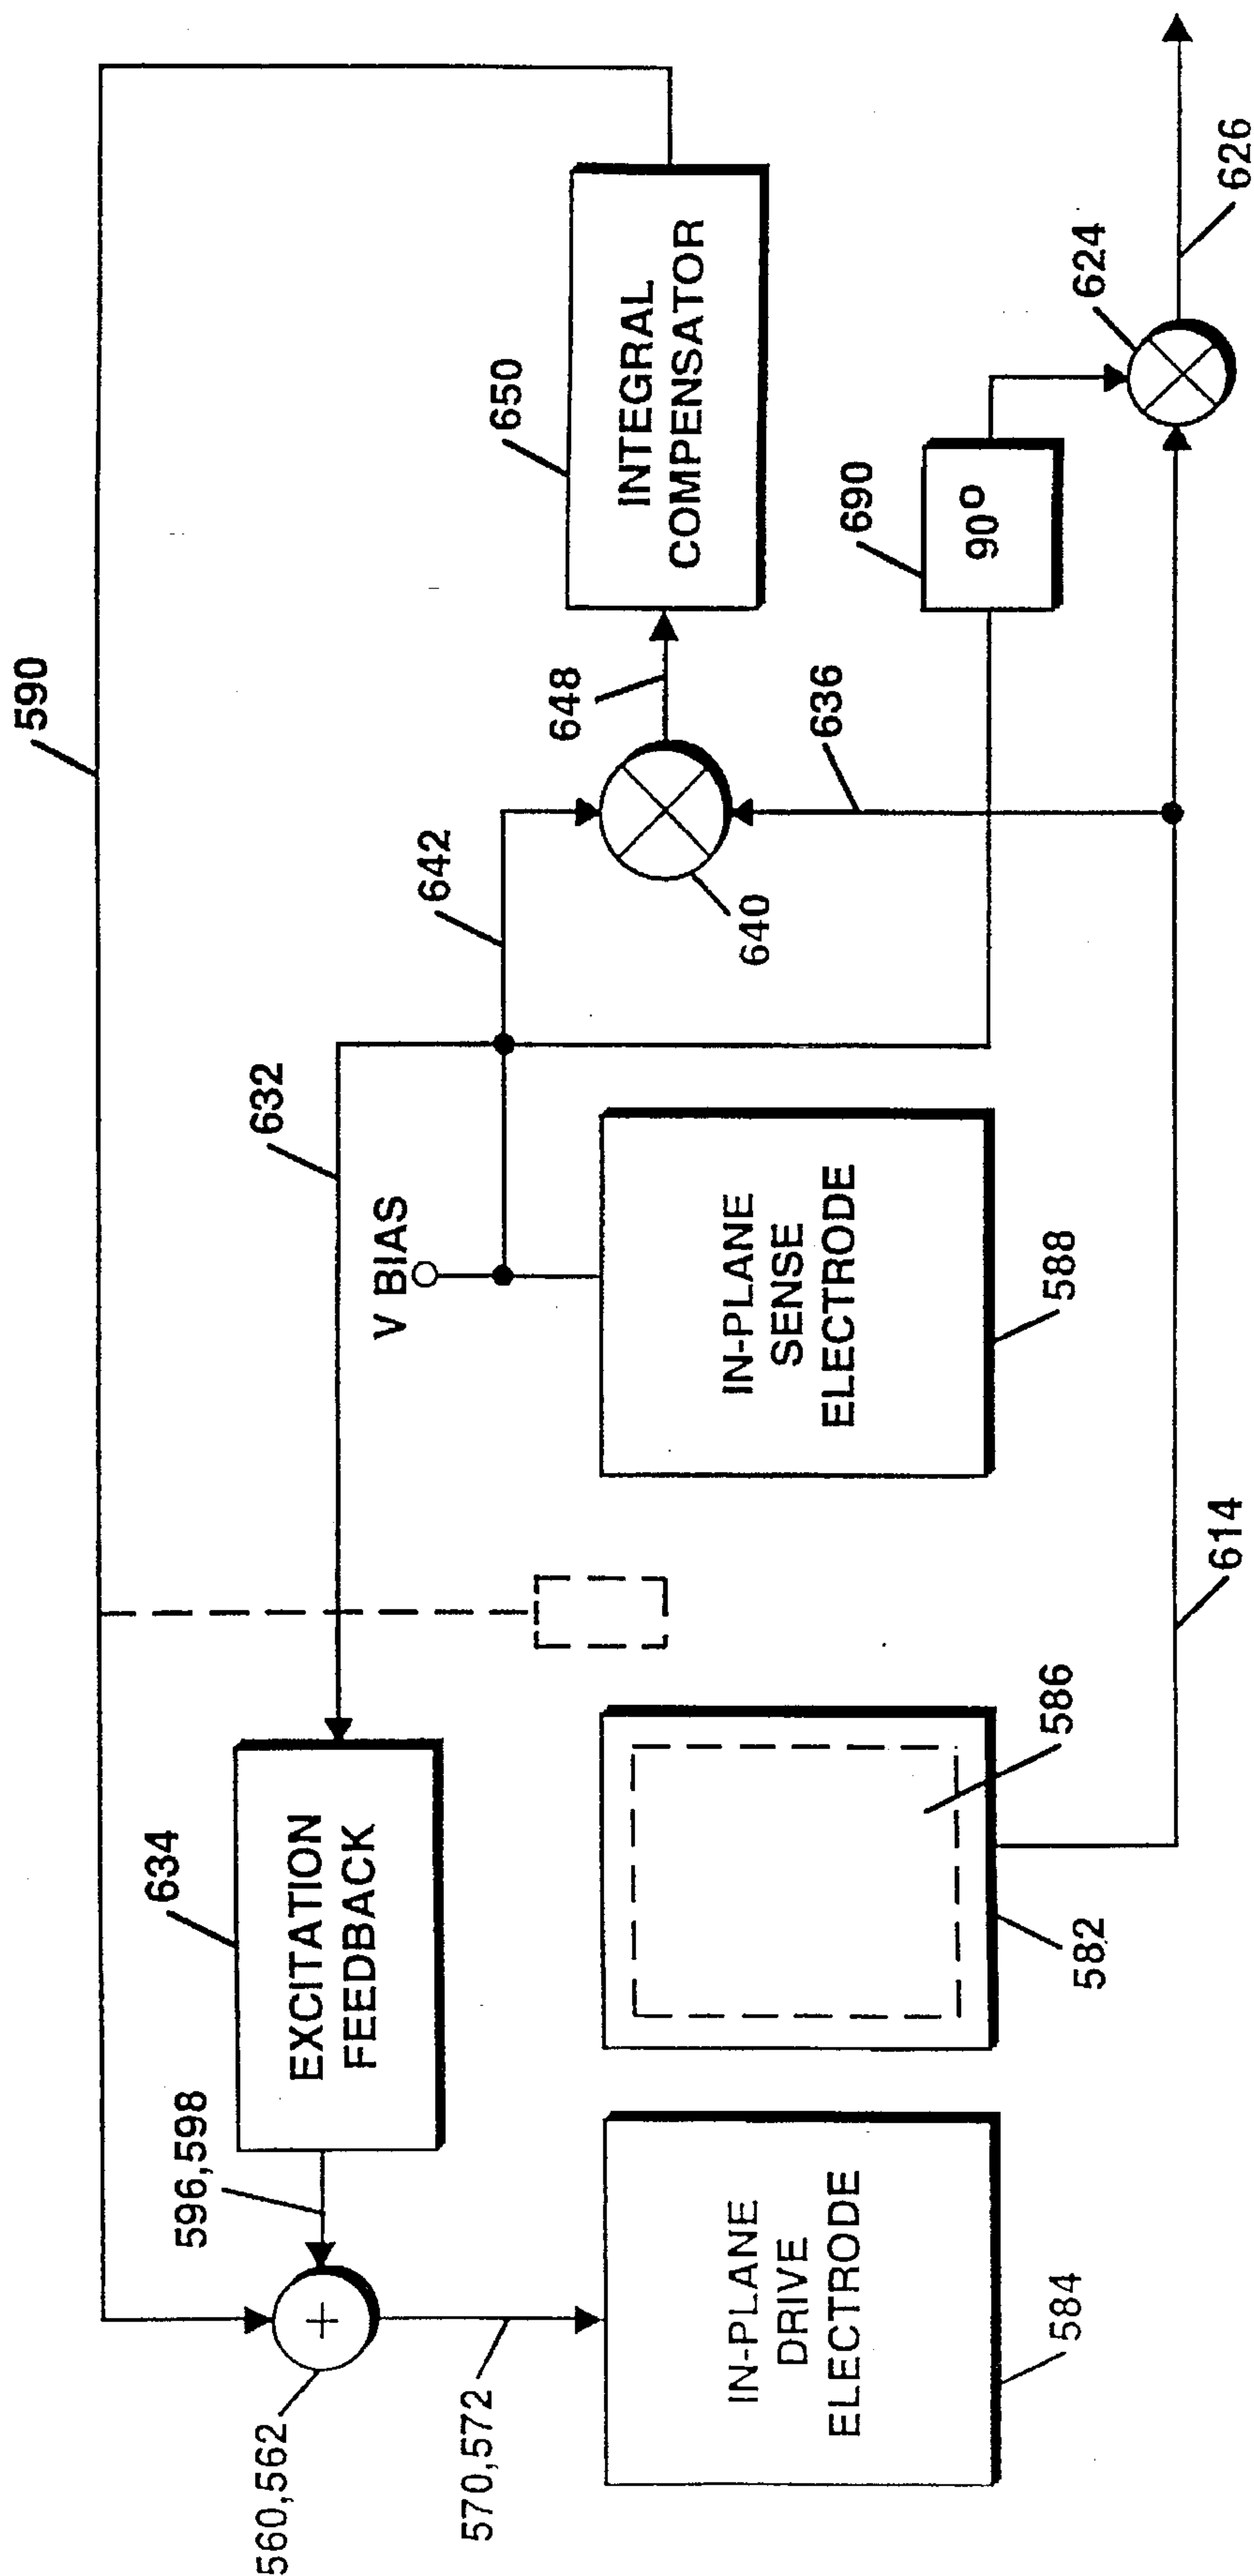 590
632
642
650
INTEGRAL
COMPENSATOR
648
640
636
690
90°
624
626
V BIAS
634
EXCITATION
FEEDBACK
596,598
560,562
570,572
+
IN-PLANE
DRIVE
ELECTRODE
584
586
582
IN-PLANE
SENSE
ELECTRODE
588
614